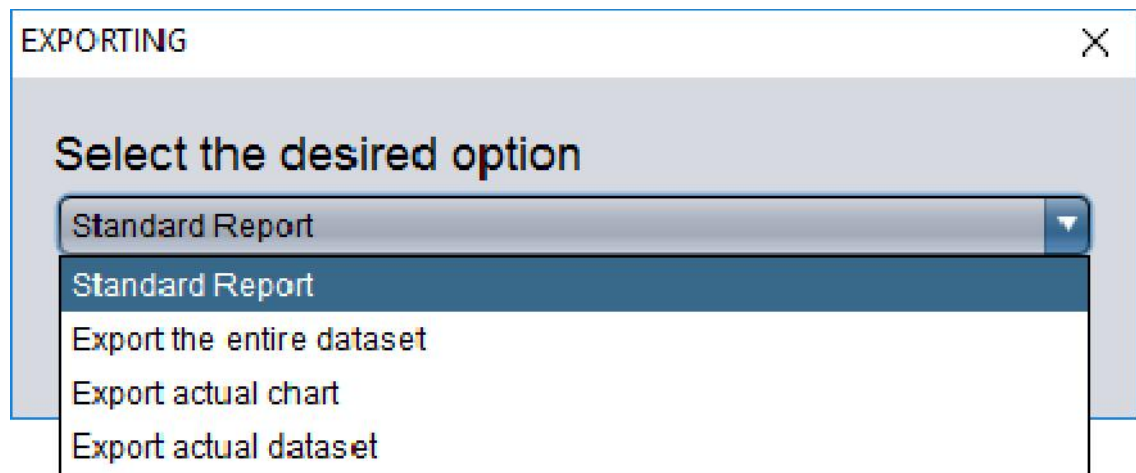 EXPORTING
Select the desired option
Standard Report
Standard Report
Export the entire dataset
Export actual chart
Export actual dataset